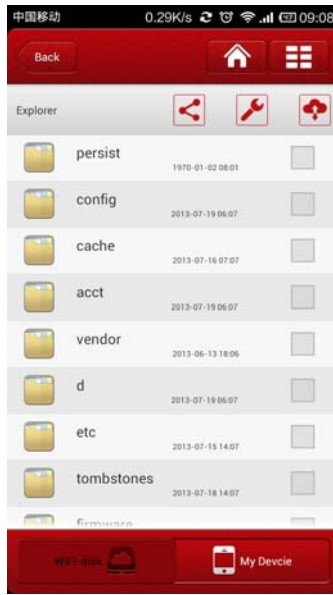 中国移动 0.29K/s 57 09:08
Back
Explorer
persist
1970-01-02 08:01
config
2013-07-19 06:07
cache
2013-07-16 07:07
acct
2013-07-19 06:07
vendor
2013-06-13 18:06
d
2013-07-19 06:07
etc
2013-07-15 14:07
tombstones
2013-07-18 14:07
firmware
WiFi-disk My Devcie